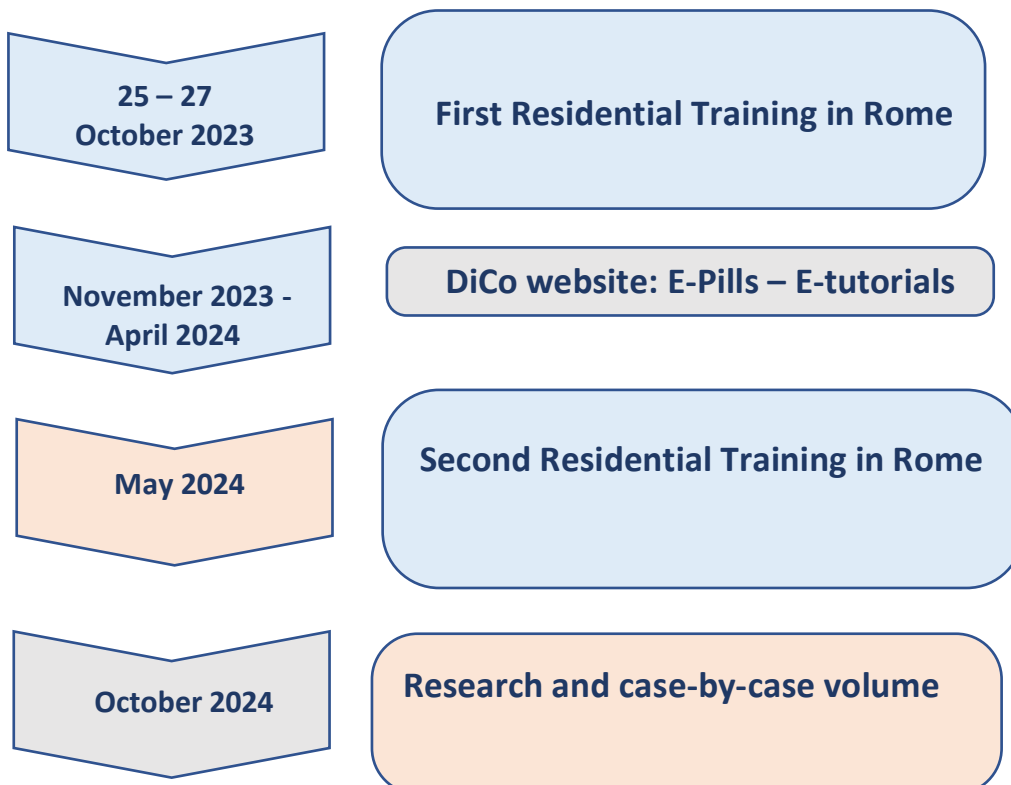 25 – 27
October 2023
First Residential Training in Rome
November 2023 -
April 2024
DiCo website: E-Pills – E-tutorials
May 2024
Second Residential Training in Rome
October 2024
Research and case-by-case volume